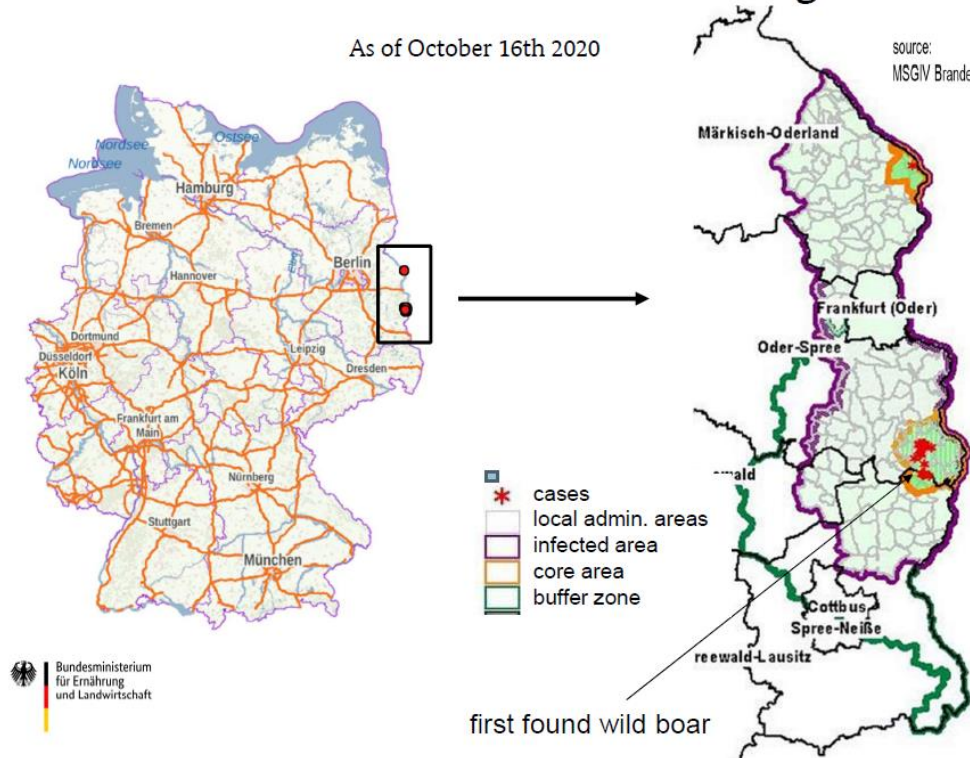 As of October 16th 2020
source:
MSGIV Brande
Nordsee
Nordsee
Ostsee
Hamburg
Bremen
Elbe
Berlin
Hannover
Dortmund
Düsseldorf
Köln
Leipzig
Dresden
Frankfurt am
Main
Nürnberg
Stuttgart
München
Märkisch-Oderland
Frankfurt (Oder)
Oder-Spree
ewald
Cottbus
Spree-Neiße
reewald-Lausitz
cases
local admin. areas
infected area
core area
buffer zone
first found wild boar
Bundesministerium
für Ernährung
und Landwirtschaft